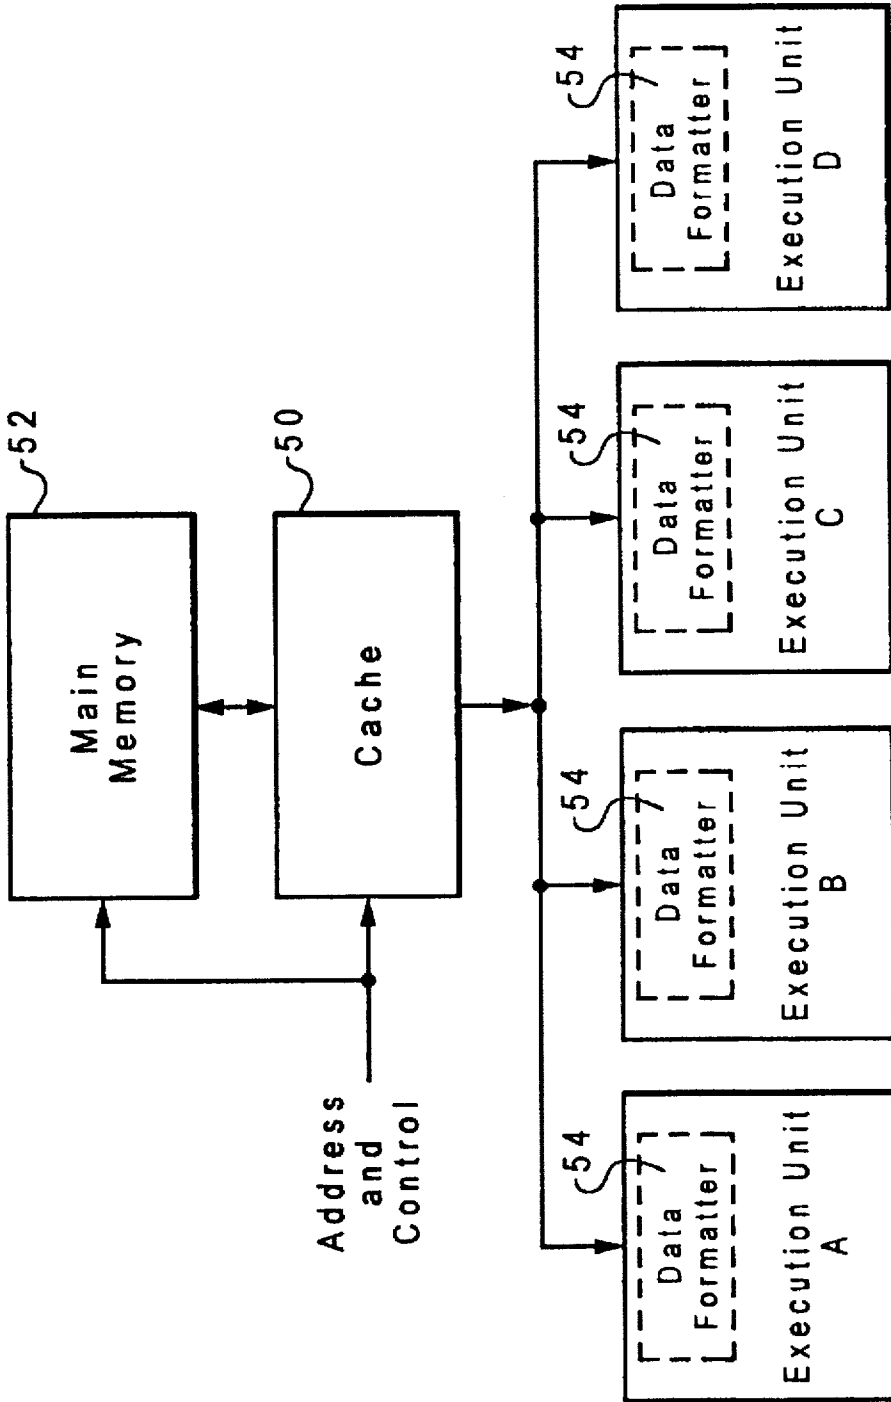 52
Main
Memory
50
Cache
Address
and
Control
54
Data
Formatter
Execution Unit
A
54
Data
Formatter
Execution Unit
B
54
Data
Formatter
Execution Unit
C
54
Data
Formatter
Execution Unit
D